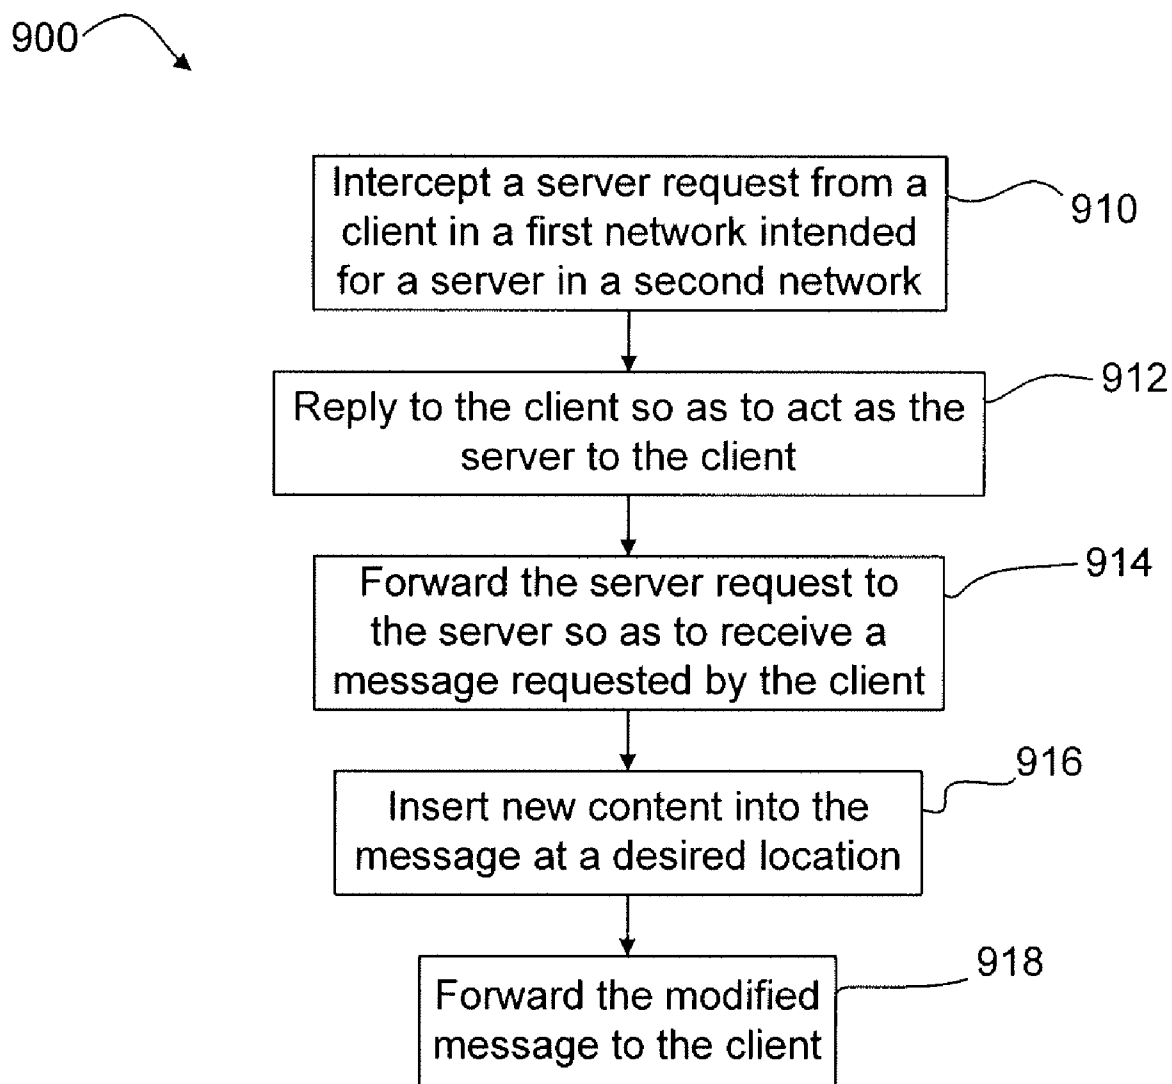 900
Intercept a server request from a
client in a first network intended
for a server in a second network
910
Reply to the client so as to act as the
server to the client
912
Forward the server request to
the server so as to receive a
message requested by the client
914
Insert new content into the
message at a desired location
916
Forward the modified
message to the client
918